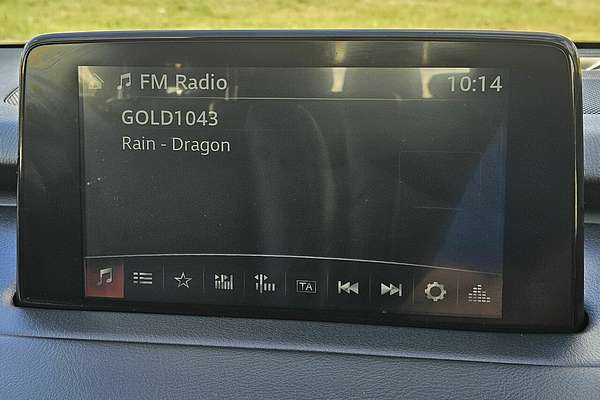 FM Radio 10:14
GOLD1043
Rain - Dragon
TA